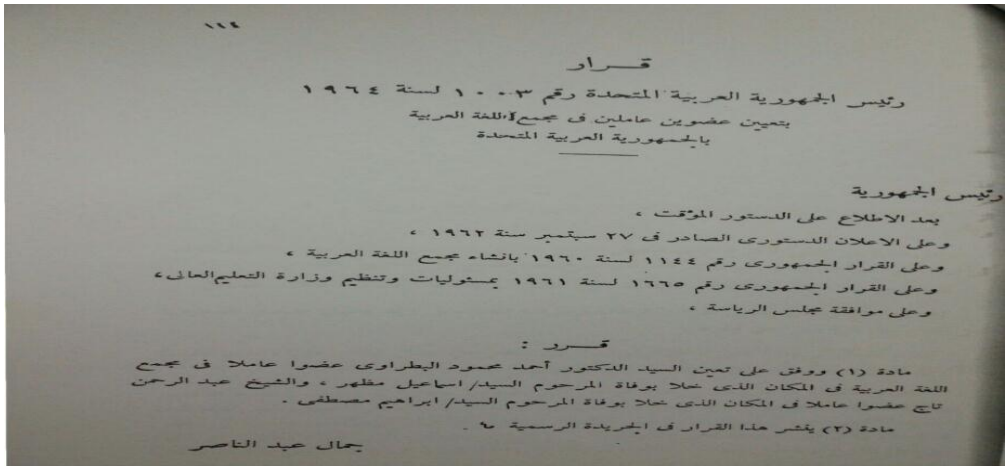 ١١٤
قـــرار
رئيس الجمهورية العربية المتحدة رقم ١٠٠٣ لسنة ١٩٦٤
بتعيين عضوين عاملين فى مجمع اللغة العربية
بالجمهورية العربية المتحدة
رئيس الجمهورية
بعد الاطلاع على الدستور المؤقت ،
وعلى الاعلان الدستورى الصادر فى ٢٧ سبتمبر سنة ١٩٦٢ ،
وعلى القرار الجمهورى رقم ١١٤٤ لسنة ١٩٦٠ بانشاء مجمع اللغة العربية ،
وعلى القرار الجمهورى رقم ١٦٦٥ لسنة ١٩٦١ بمسئوليات وتنظيم وزارة التعليم العالى،
وعلى موافقة مجلس الرياسة ،
قـــرر :
مادة (١) ووفق على تعين السيد الدكتور أحمد محمود البطراوى عضوا عاملا فى مجمع
اللغة العربية فى المكان الذى خلا بوفاة المرحوم السيد/ اسماعيل مظهر ، والشيخ عبد الرحمن
تاج عضوا عاملا فى المكان الذى خلا بوفاة المرحوم السيد/ ابراهيم مصطفى .
مادة (٢) ينشر هذا القرار فى الجريدة الرسمية .
جمال عبد الناصر